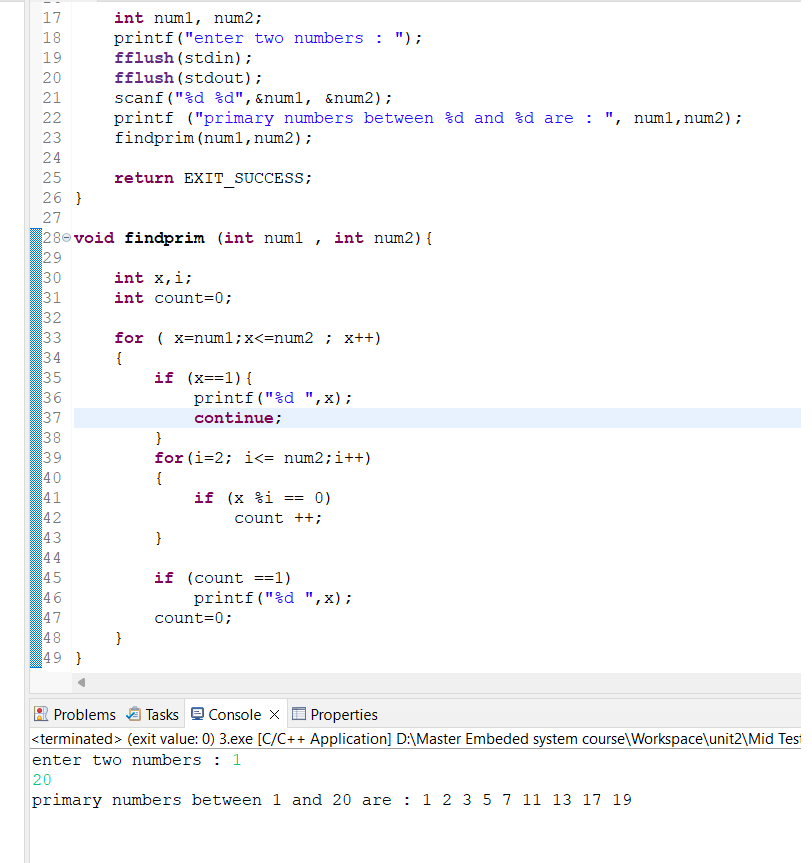 17 int num1, num2;
18 printf("enter two numbers : ");
19 fflush(stdin);
20 fflush(stdout);
21 scanf("%d %d",&num1, &num2);
22 printf ("primary numbers between %d and %d are : ", num1,num2);
23 findprim(num1,num2);
24
25 return EXIT_SUCCESS;
26 }
27
28 void findprim (int num1 , int num2){
29
30 int x,i;
31 int count=0;
32
33 for ( x=num1;x<=num2 ; x++)
34 {
35 if (x==1){
36 printf("%d ",x);
37 continue;
38 }
39 for(i=2; i<= num2;i++)
40 {
41 if (x %i == 0)
42 count ++;
43 }
44
45 if (count ==1)
46 printf("%d ",x);
47 count=0;
48 }
49 }
Problems Tasks Console Properties
<terminated> (exit value: 0) 3.exe [C/C++ Application] D:\Master Embeded system course\Workspace\unit2\Mid Tes
enter two numbers : 1
20
primary numbers between 1 and 20 are : 1 2 3 5 7 11 13 17 19